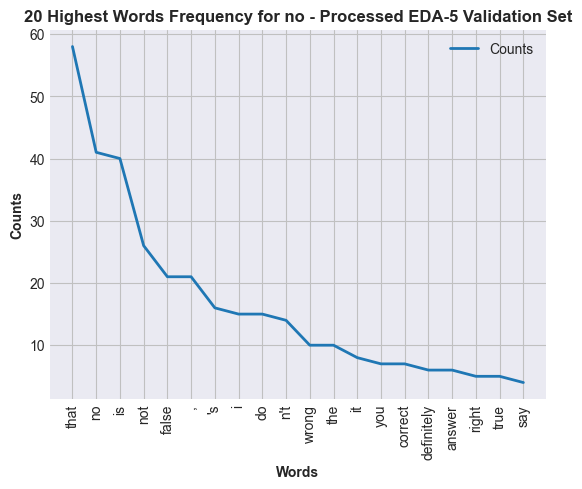 20 Highest Words Frequency for no - Processed EDA-5 Validation Set
Counts
60
50
40
30
20
10
Counts
that
no
is
not
false
,
's
i
do
n't
wrong
the
it
you
correct
definitely
answer
right
true
say
Words